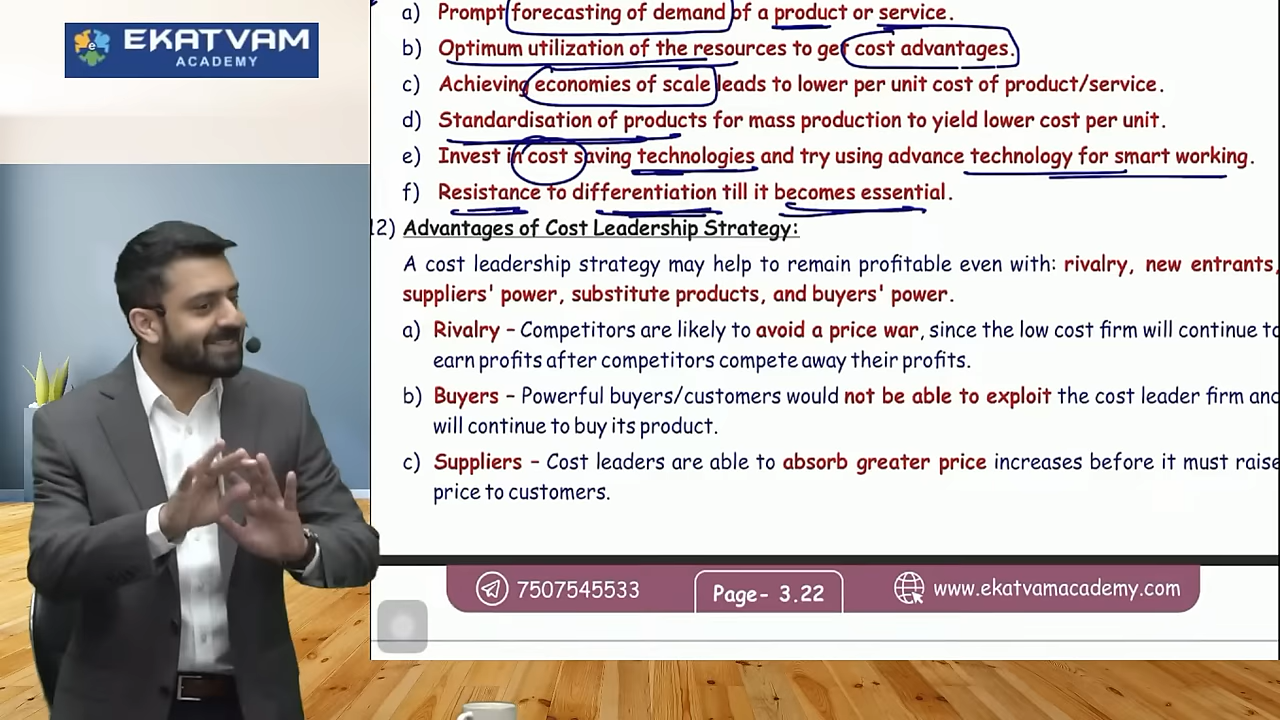 EKATVAM
ACADEMY
a) Prompt forecasting of demand of a product or service.
b) Optimum utilization of the resources to get cost advantages.
c) Achieving economies of scale leads to lower per unit cost of product/service.
d) Standardisation of products for mass production to yield lower cost per unit.
e) Invest in cost saving technologies and try using advance technology for smart working.
f) Resistance to differentiation till it becomes essential.
12) Advantages of Cost Leadership Strategy:
A cost leadership strategy may help to remain profitable even with: rivalry, new entrants,
suppliers' power, substitute products, and buyers' power.
a) Rivalry – Competitors are likely to avoid a price war, since the low cost firm will continue to
earn profits after competitors compete away their profits.
b) Buyers – Powerful buyers/customers would not be able to exploit the cost leader firm and
will continue to buy its product.
c) Suppliers – Cost leaders are able to absorb greater price increases before it must raise
price to customers.
7507545533
Page- 3.22
www.ekatvamacademy.com